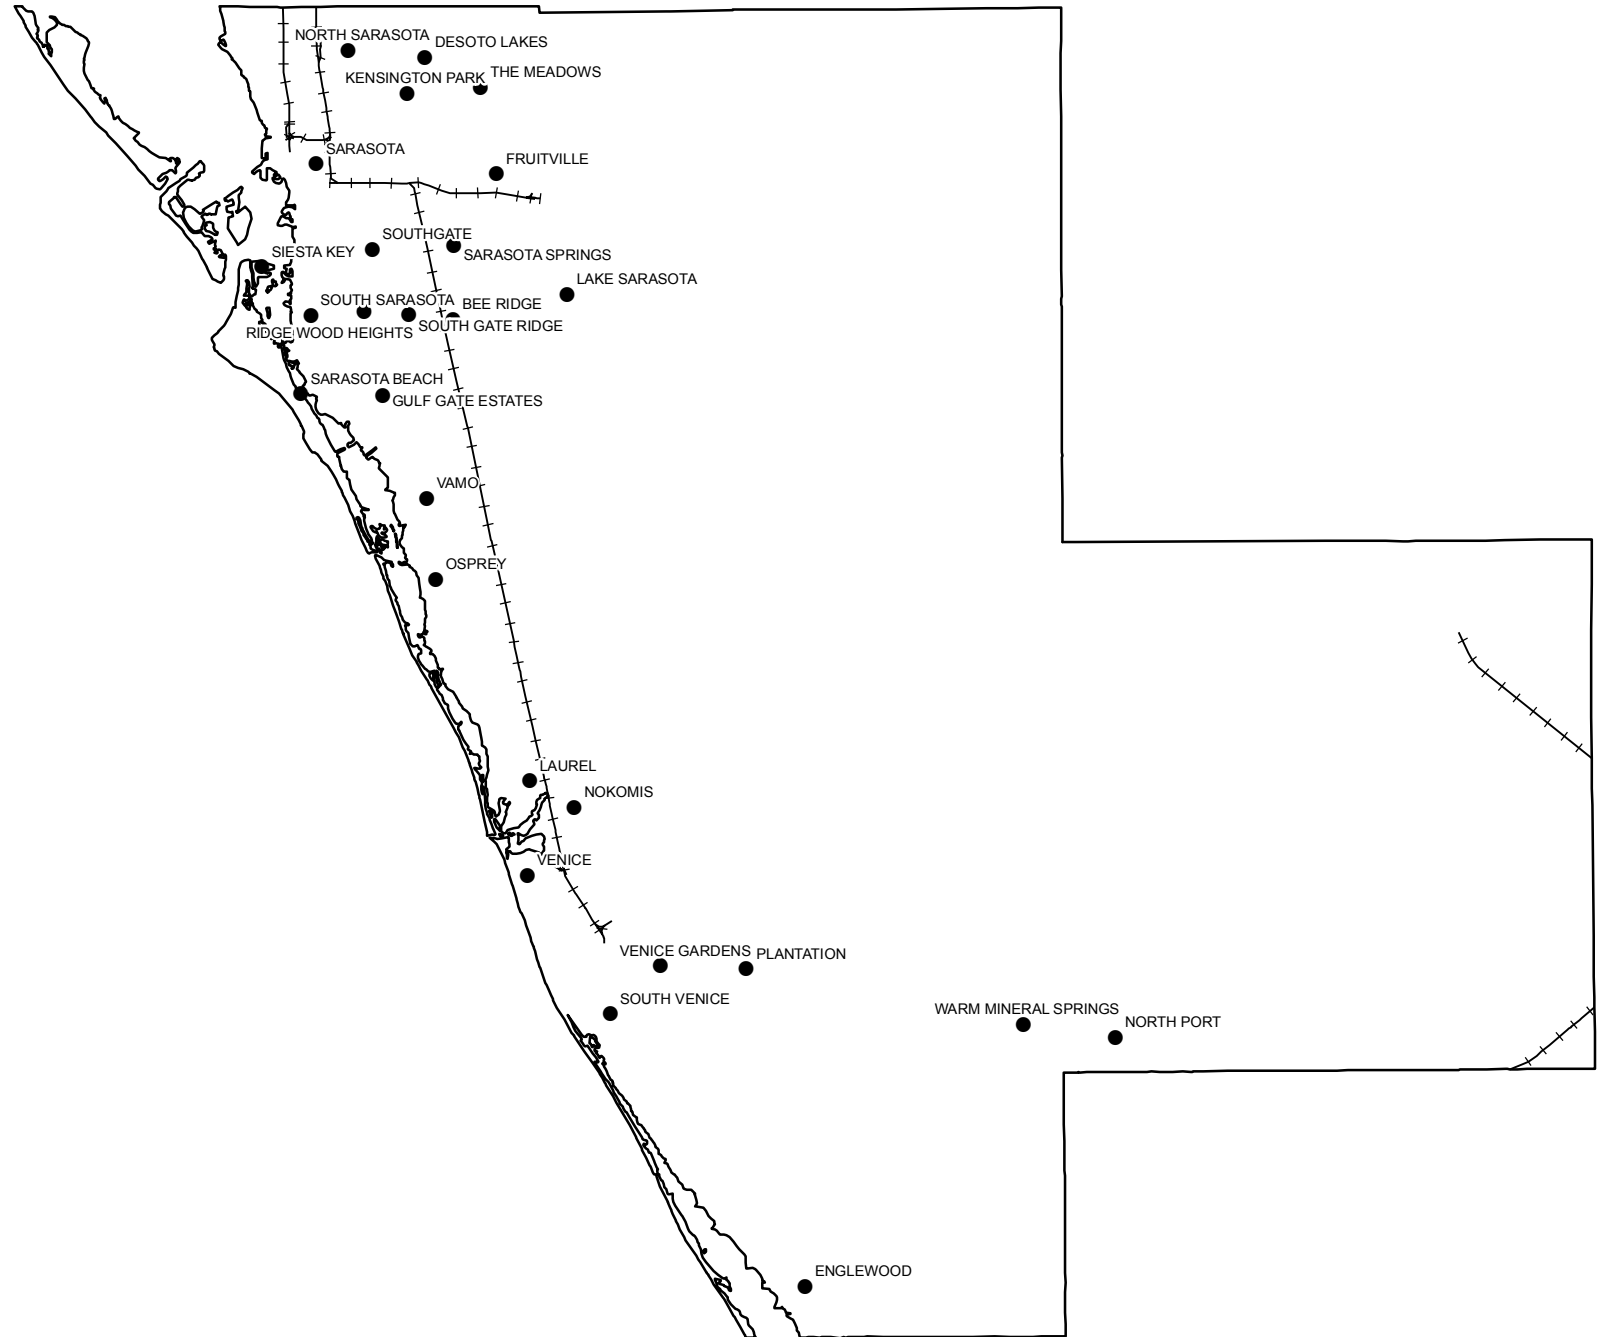 NORTH SARASOTA
DESOTO LAKES
KENSINGTON PARK
THE MEADOWS
SARASOTA
FRUITVILLE
SOUTHGATE
SIESTA KEY
SARASOTA SPRINGS
LAKE SARASOTA
SOUTH SARASOTA
BEE RIDGE
RIDGE WOOD HEIGHTS
SOUTH GATE RIDGE
SARASOTA BEACH
GULF GATE ESTATES
VAMO
OSPREY
LAUREL
NOKOMIS
VENICE
VENICE GARDENS
PLANTATION
SOUTH VENICE
WARM MINERAL SPRINGS
NORTH PORT
ENGLEWOOD